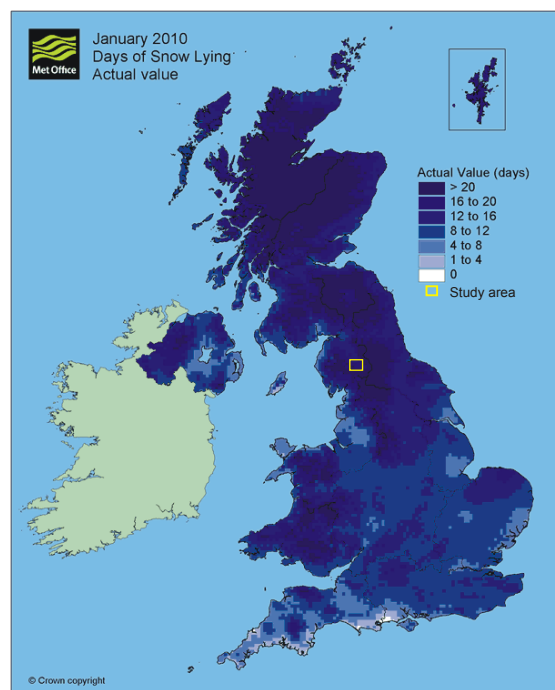 Met Office
January 2010
Days of Snow Lying
Actual value
Actual Value (days)
> 20
16 to 20
12 to 16
8 to 12
4 to 8
1 to 4
0
Study area
© Crown copyright